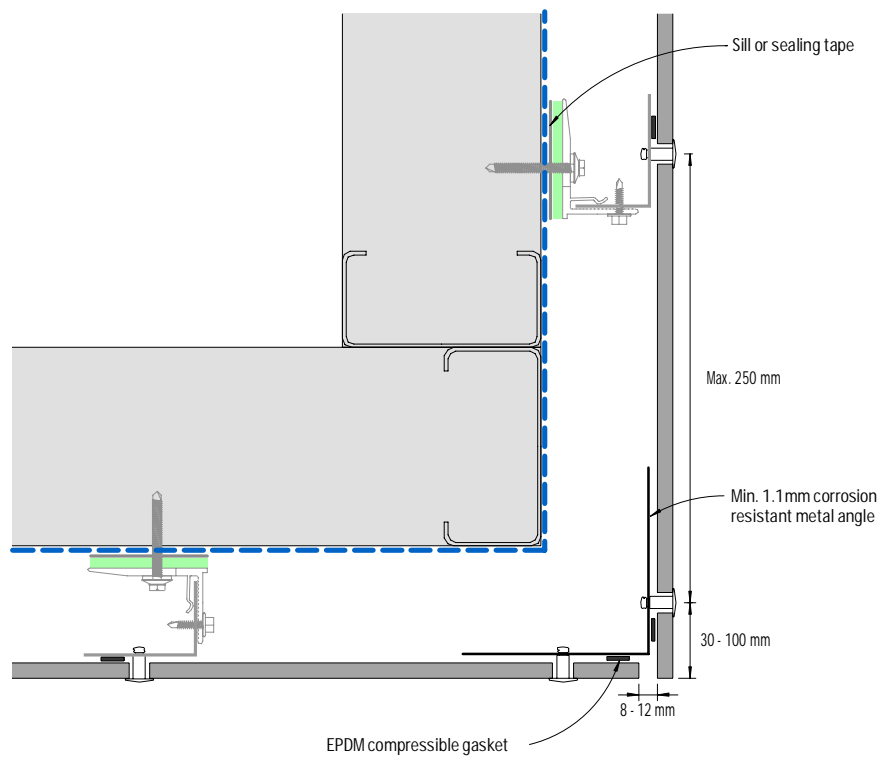 Sill or sealing tape
Max. 250 mm
Min. 1.1mm corrosion
resistant metal angle
30 - 100 mm
8 - 12 mm
EPDM compressible gasket